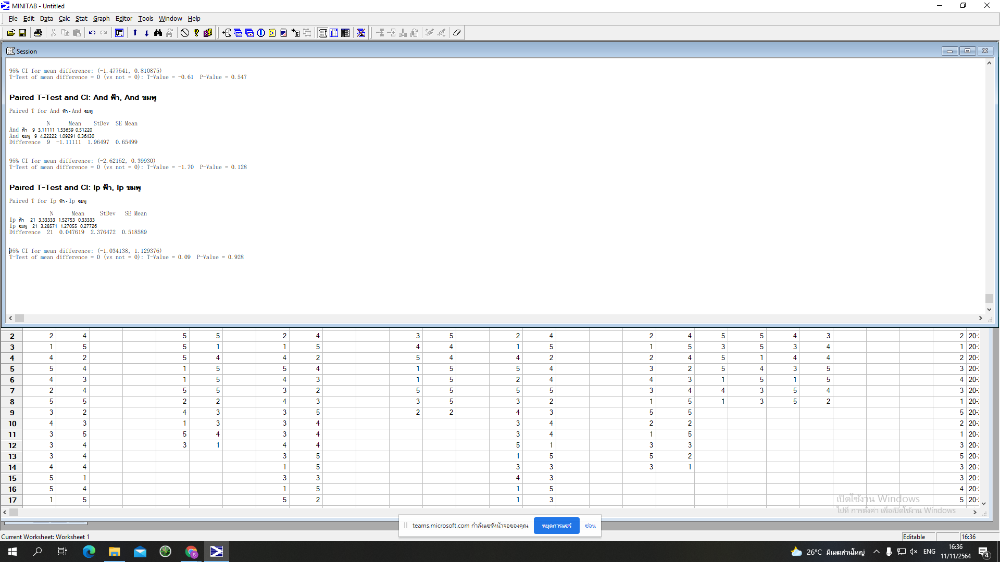 MINITAB - Untitled
File Edit Data Calc Stat Graph Editor Tools Window Help
Session
95% CI for mean difference: (-1.477541, 0.810875)
T-Test of mean difference = 0 (vs not = 0): T-Value = -0.61 P-Value = 0.547
Paired T-Test and CI: And ฟ้า, And ชมพู
Paired T for And ฟ้า - And ชมพู
N Mean StDev SE Mean
And ฟ้า 9 3.11111 1.53659 0.51220
And ชมพู 9 4.22222 1.09291 0.36430
Difference 9 -1.11111 1.96497 0.65499
95% CI for mean difference: (-2.62152, 0.39930)
T-Test of mean difference = 0 (vs not = 0): T-Value = -1.70 P-Value = 0.128
Paired T-Test and CI: Ip ฟ้า, Ip ชมพู
Paired T for Ip ฟ้า - Ip ชมพู
N Mean StDev SE Mean
Ip ฟ้า 21 3.33333 1.52753 0.33333
Ip ชมพู 21 3.28571 1.27055 0.27726
Difference 21 0.047619 2.376472 0.518589
95% CI for mean difference: (-1.034138, 1.129376)
T-Test of mean difference = 0 (vs not = 0): T-Value = 0.09 P-Value = 0.928
2 2 4 5 5 2 4 3 5 2 4 2 4 5 5 4 3 2 20-
3 1 5 5 1 1 5 4 4 1 5 1 5 3 5 3 4 1 20-
4 4 2 5 4 4 2 5 4 4 2 2 4 5 1 4 4 2 20-
5 5 4 1 5 5 4 1 5 5 4 3 2 5 4 3 5 3 20-
6 4 3 1 5 4 3 1 5 2 4 4 3 1 5 1 5 4 20-
7 2 4 5 5 3 2 5 5 5 5 3 4 4 3 5 4 3 20-
8 5 5 2 2 4 3 3 5 3 2 1 5 1 3 5 2 1 20-
9 3 2 4 3 3 5 2 2 4 3 5 5 5 20-
10 4 3 1 3 3 4 3 4 2 2 2 20-
11 3 5 5 4 3 4 3 4 1 5 1 20-
12 3 4 3 1 4 4 5 1 3 3 3 20-
13 3 4 3 5 1 5 5 2 5 20-
14 4 4 1 5 3 3 3 1 3 20-
15 5 1 3 3 4 3 3 20-
16 5 4 1 5 1 5 4 20-
17 1 5 5 2 1 3 5 20-
เปิดใช้งาน Windows
ไปที่ การตั้งค่า เพื่อเปิดใช้งาน Windows
teams.microsoft.com กำลังแชร์หน้าจอของคุณ หยุดการแชร์ ซ่อน
Current Worksheet: Worksheet 1 Editable 16:36
26°C มีเมฆส่วนใหญ่ ENG 16:36
11/11/2564 4